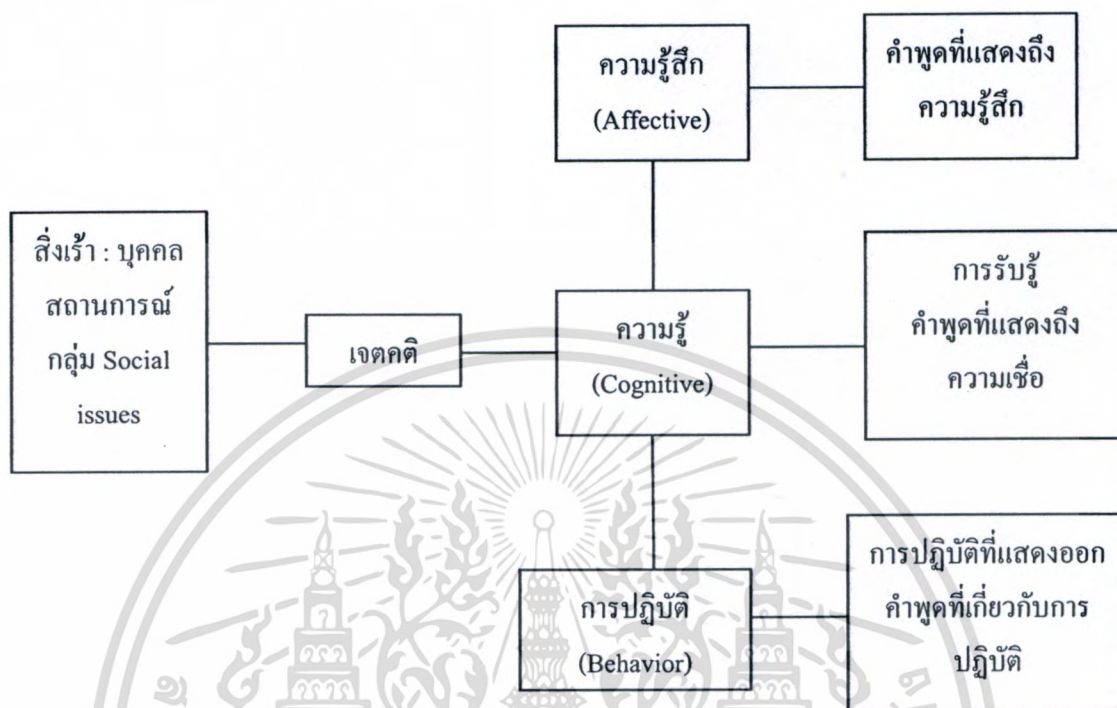 ความรู้สึก
(Affective)
คำพูดที่แสดงถึง
ความรู้สึก
สิ่งเร้า : บุคคล
สถานการณ์
กลุ่ม Social
issues
เจตคติ
ความรู้
(Cognitive)
การรับรู้
คำพูดที่แสดงถึง
ความเชื่อ
การปฏิบัติ
(Behavior)
การปฏิบัติที่แสดงออก
คำพูดที่เกี่ยวกับการ
ปฏิบัติ